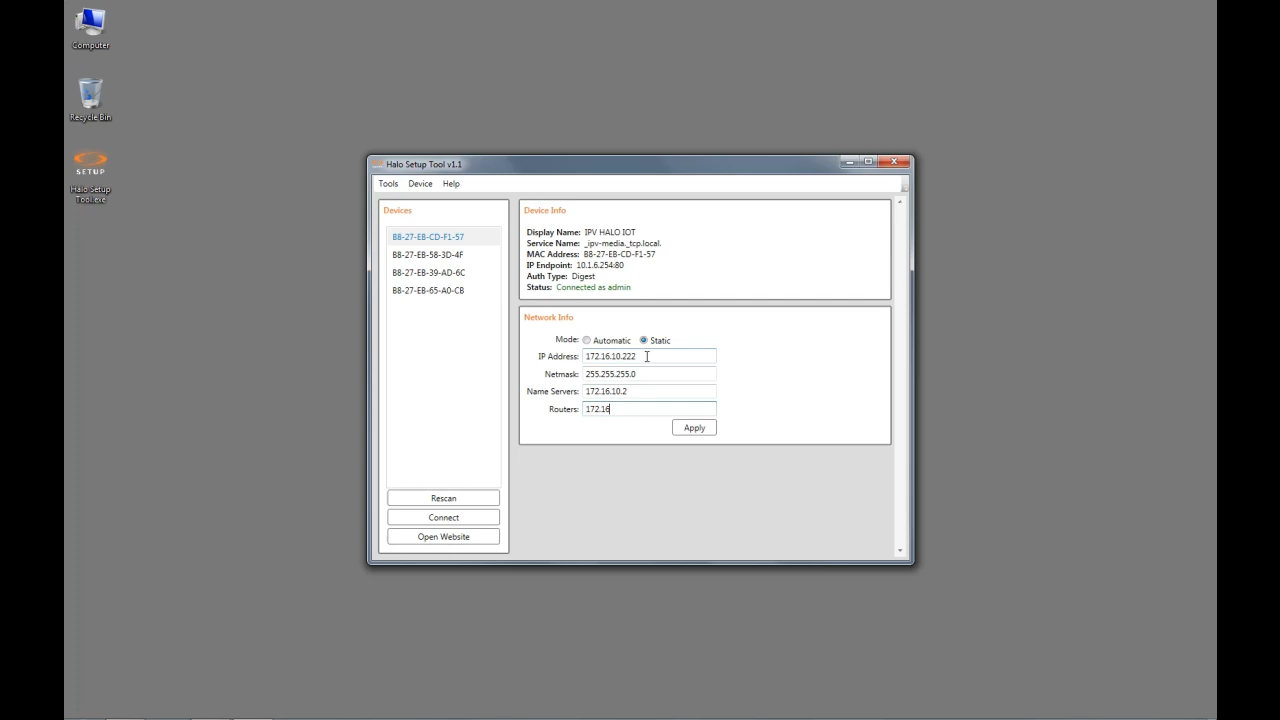 Computer
Recycle Bin
SETUP
Halo Setup
Tool.exe
Halo Setup Tool v1.1
Tools Device Help
Devices
B8-27-EB-CD-F1-57
B8-27-EB-58-3D-4F
B8-27-EB-39-AD-6C
B8-27-EB-65-A0-CB
Rescan
Connect
Open Website
Device Info
Display Name: IPV HALO IOT
Service Name: _ipv-media._tcp.local.
MAC Address: B8-27-EB-CD-F1-57
IP Endpoint: 10.1.6.254:80
Auth Type: Digest
Status: Connected as admin
Network Info
Mode: Automatic Static
IP Address: 172.16.10.222
Netmask: 255.255.255.0
Name Servers: 172.16.10.2
Routers: 172.16
Apply